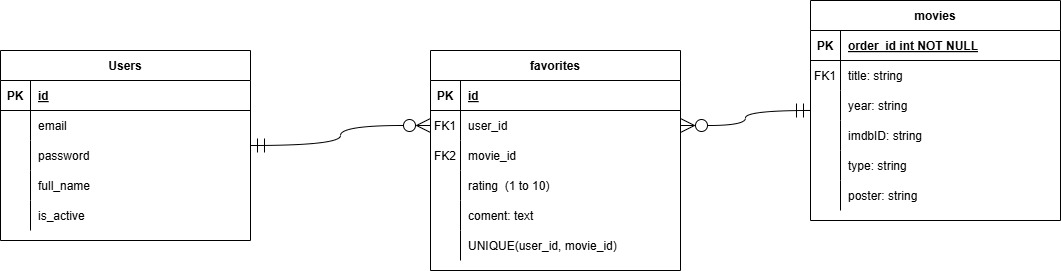 Users
PK id
email
password
full_name
is_active
favorites
PK id
FK1 user_id
FK2 movie_id
rating (1 to 10)
coment: text
UNIQUE(user_id, movie_id)
movies
PK order_id int NOT NULL
FK1 title: string
year: string
imdbID: string
type: string
poster: string